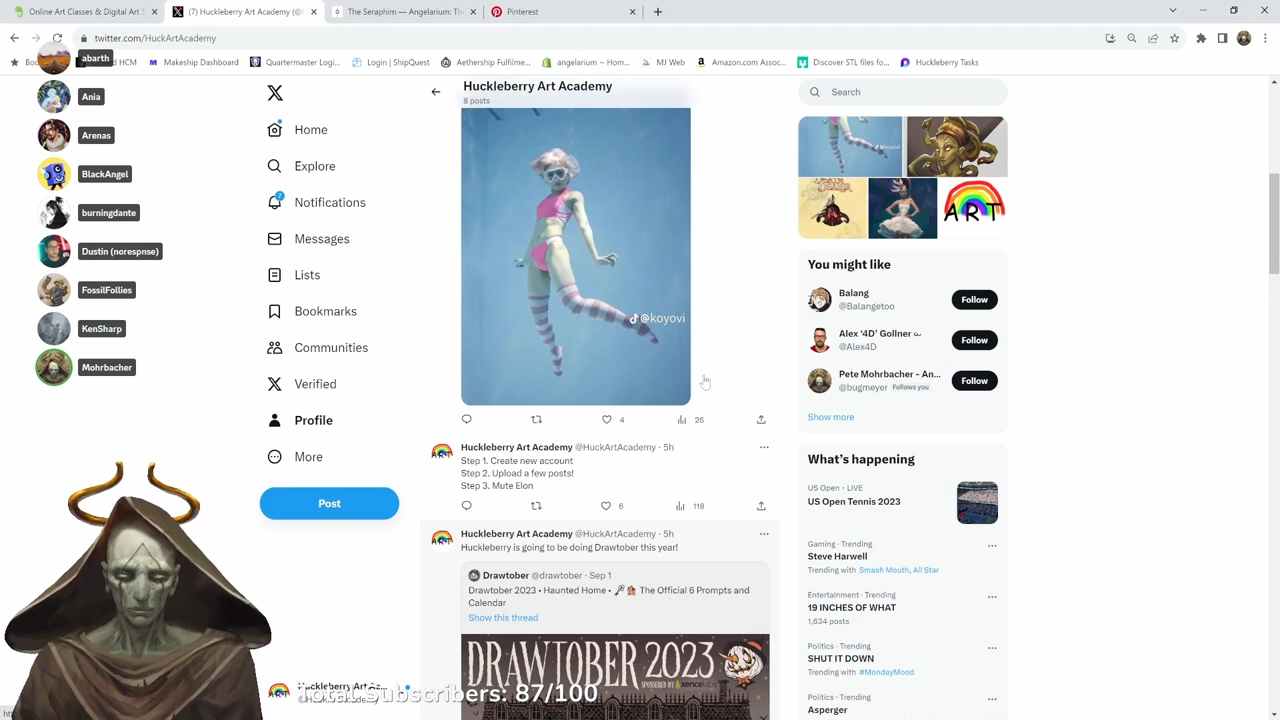 Online Art Classes & Digital Art S
(7) Huckleberry Art Academy (@
The Seraphim — Angelarium: The
Pinterest
twitter.com/HuckArtAcademy
HCM
Makeship Dashboard
Quartermaster Logi...
Login | ShipQuest
Aethership Fulfilme...
angelarium ~ Hom...
MJ Web
Amazon.com Assoc...
Discover STL files fo...
Huckleberry Tasks
abarth
Ania
Arenas
BlackAngel
burningdante
Dustin (norespnse)
FossilFollies
KenSharp
Mohrbacher
Home
Explore
7
Notifications
Messages
Lists
Bookmarks
Communities
Verified
Profile
More
Post
Huckleberry Art Academy
8 posts
@koyovi
4
26
Huckleberry Art Academy @HuckArtAcademy · 5h
Step 1. Create new account
Step 2. Upload a few posts!
Step 3. Mute Elon
6
118
Huckleberry Art Academy @HuckArtAcademy · 5h
Huckleberry is going to be doing Drawtober this year!
Drawtober @drawtober · Sep 1
Drawtober 2023 • Haunted Home • 🗝️ 🏚️ The Official 6 Prompts and
Calendar
Show this thread
DRAWTOBER 2023
SPONSORED BY xencelabs
Search
@koyovi
ART
You might like
Balang
@Balangetoo
Follow
Alex ‘4D’ Gollner
@Alex4D
Follow
Pete Mohrbacher - An...
@bugmeyer Follows you
Follow
Show more
What’s happening
US Open · LIVE
US Open Tennis 2023
Gaming · Trending
Steve Harwell
Trending with Smash Mouth, All Star
Entertainment · Trending
19 INCHES OF WHAT
1,634 posts
Politics · Trending
SHUT IT DOWN
Trending with #MondayMood
Politics · Trending
Asperger
Total subscribers: 87/100